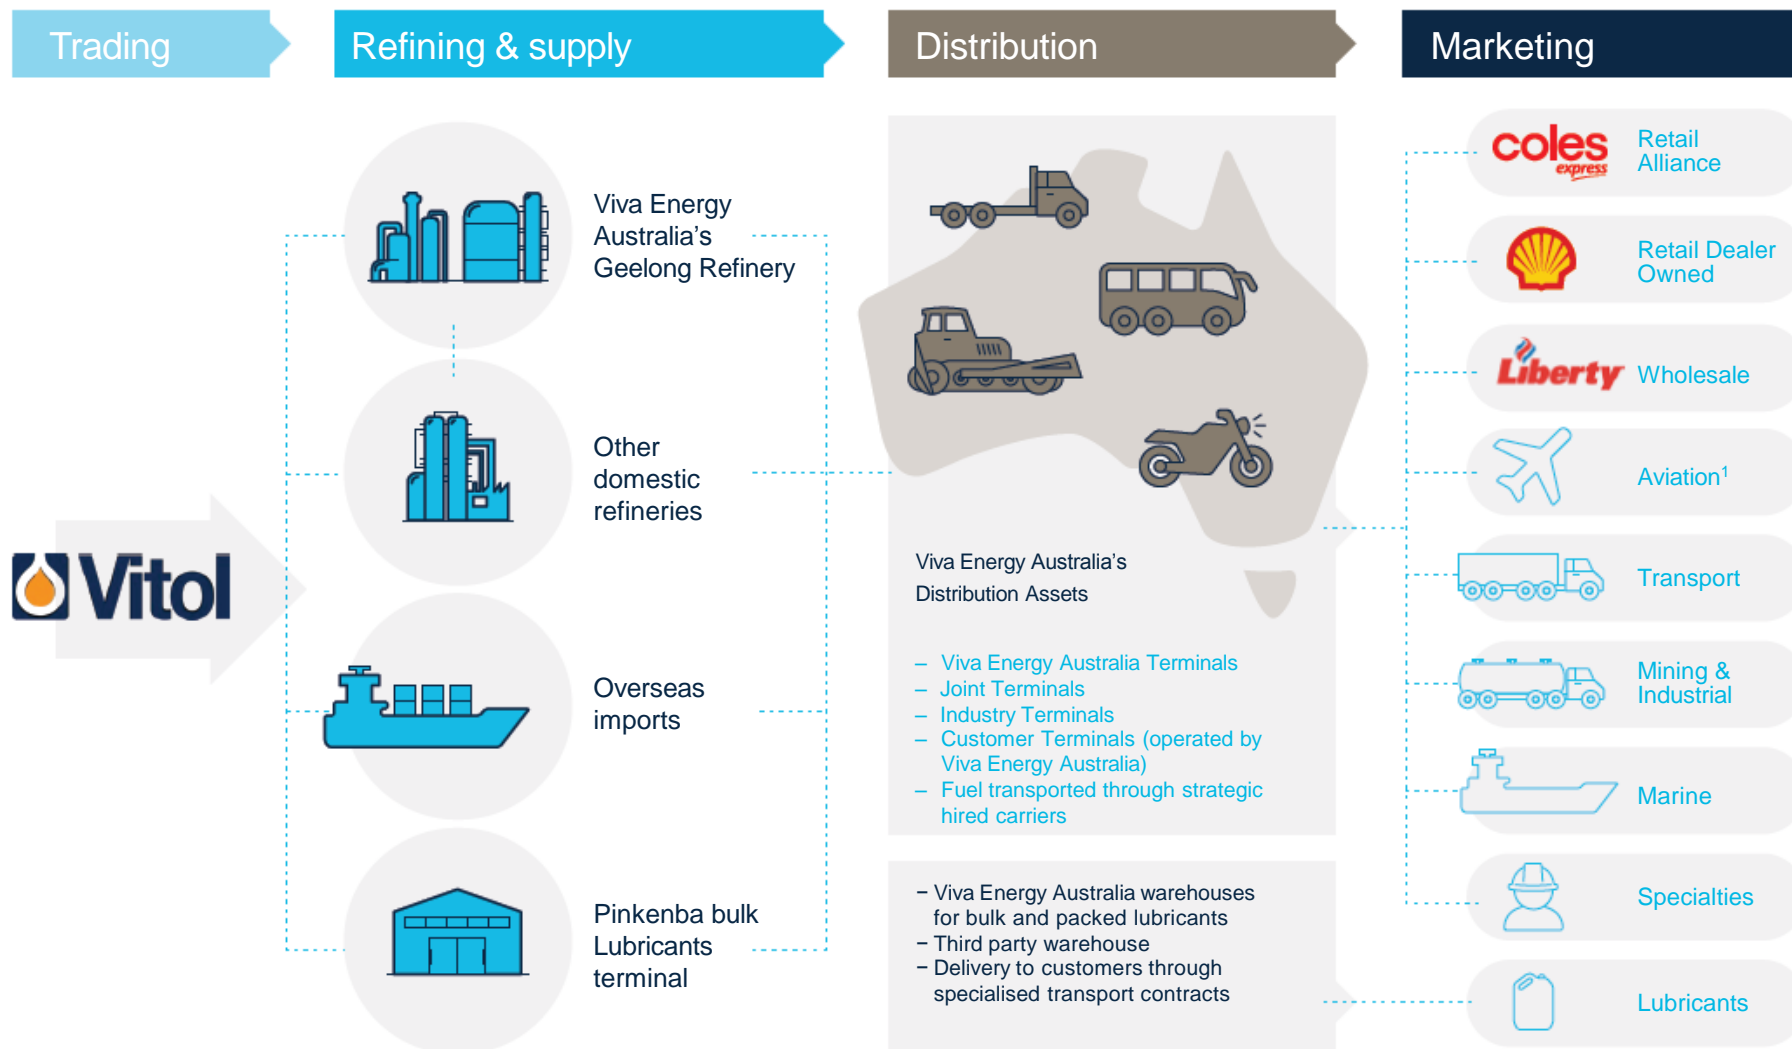 Trading
Refining & supply
Distribution
Marketing
Vitol
Viva Energy
Australia’s
Geelong Refinery
Other
domestic
refineries
Overseas
imports
Pinkenba bulk
Lubricants
terminal
Viva Energy Australia’s
Distribution Assets
– Viva Energy Australia Terminals
– Joint Terminals
– Industry Terminals
– Customer Terminals (operated by
Viva Energy Australia)
– Fuel transported through strategic
hired carriers
− Viva Energy Australia warehouses
for bulk and packed lubricants
− Third party warehouse
− Delivery to customers through
specialised transport contracts
coles
express
Retail
Alliance
Retail Dealer
Owned
Liberty
Wholesale
Aviation¹
Transport
Mining &
Industrial
Marine
Specialties
Lubricants